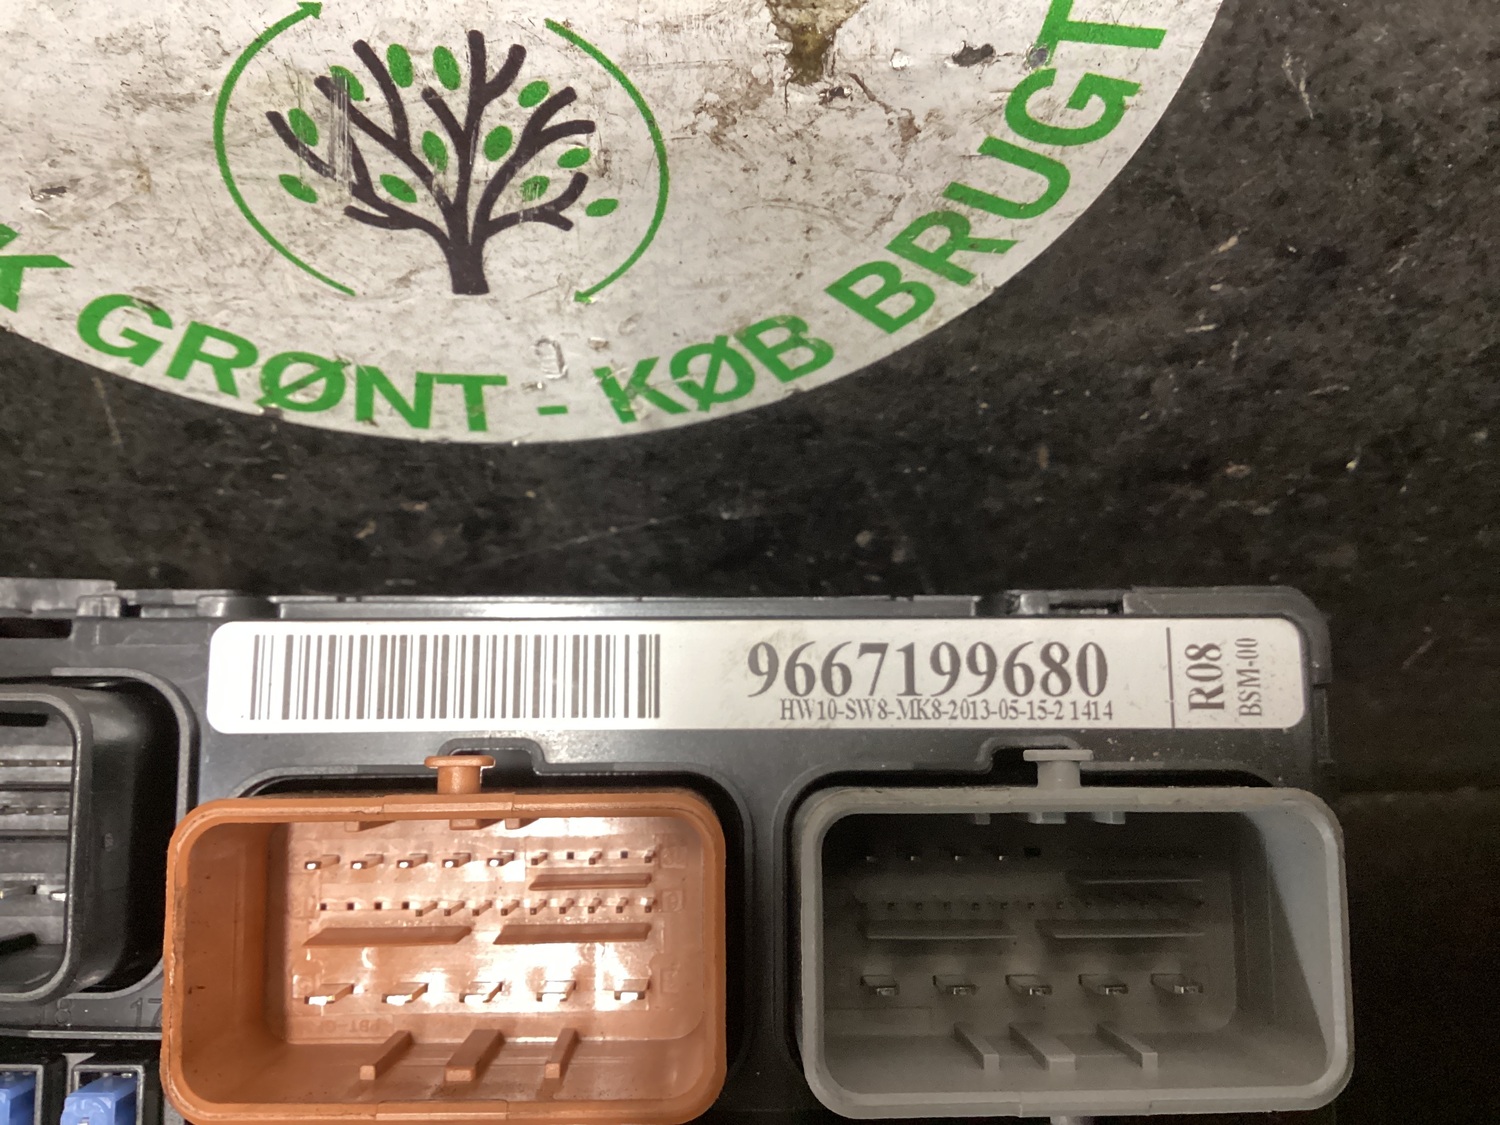 K GRØNT - KØB BRUGT
9667199680
HW10-SW8-MK8-2013-05-15-2 1414
R08
BSM-00